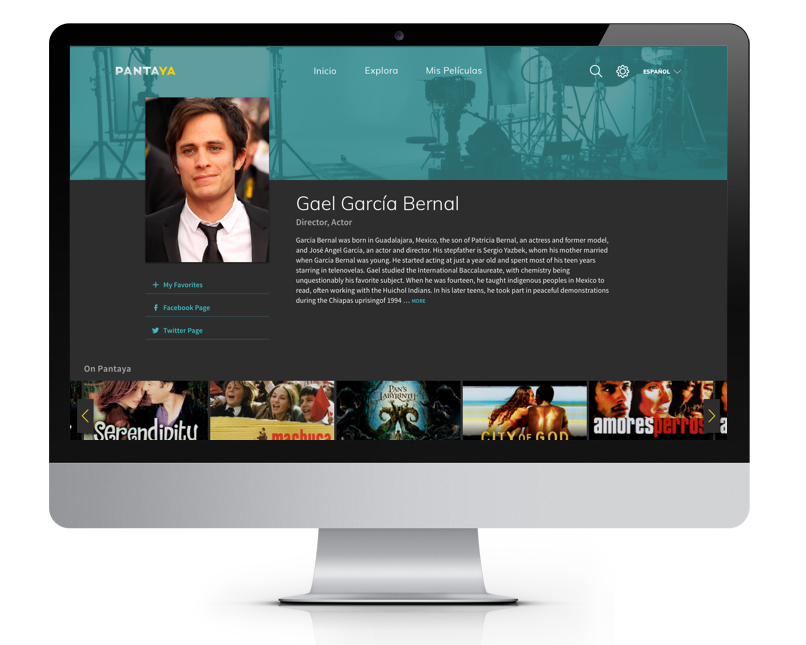 PANTAYA
Inicio
Explora
Mis Películas
ESPAÑOL
Gael García Bernal
Director, Actor
García Bernal was born in Guadalajara, Mexico, the son of Patricia Bernal, an actress and former model,
and José Angel García, an actor and director. His stepfather is Sergio Yazbek, whom his mother married
when García Bernal was young. He started acting at just a year old and spent most of his teen years
starring in telenovelas. Gael studied the International Baccalaureate, with chemistry being
unquestionably his favorite subject. When he was fourteen, he taught indigenous peoples in Mexico to
read, often working with the Huichol Indians. In his later teens, he took part in peaceful demonstrations
during the Chiapas uprisingof 1994 ... MORE
+ My Favorites
Facebook Page
Twitter Page
On Pantaya
Serendipity
machuca
PAN'S
LABYRINTH
CITY OF GOD
amores perros